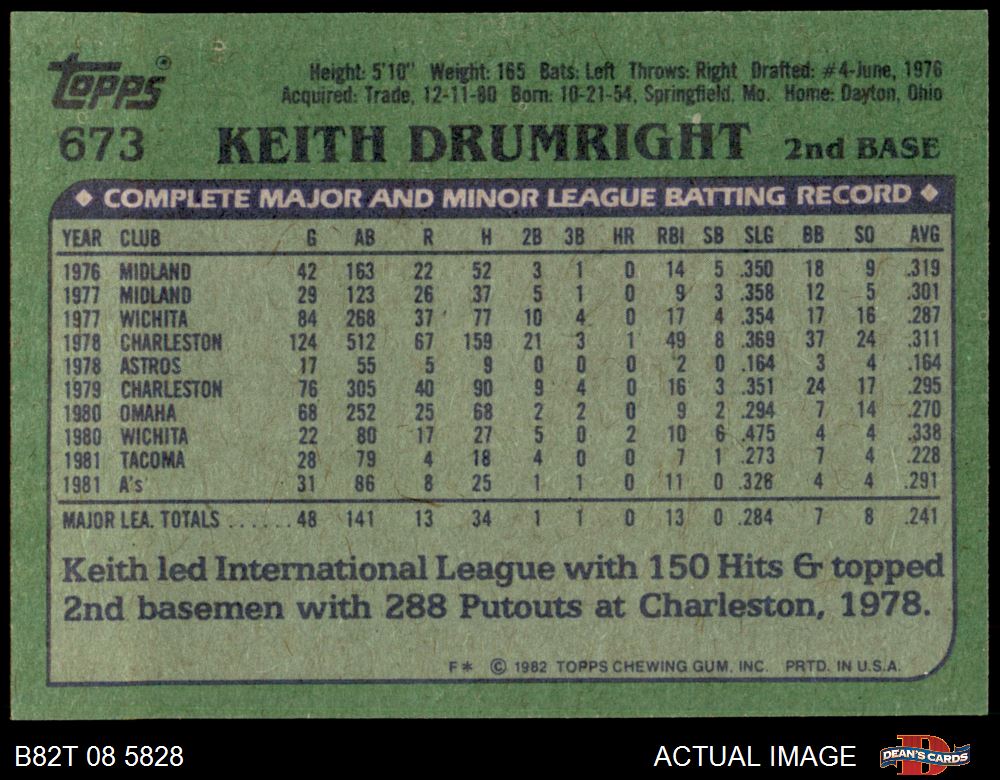 Topps
Height: 5'10" Weight: 165 Bats: Left Throws: Right Drafted: #4-June, 1976
Acquired: Trade, 12-11-80 Born: 10-21-54, Springfield, Mo. Home: Dayton, Ohio
673 KEITH DRUMRIGHT 2nd BASE
◆ COMPLETE MAJOR AND MINOR LEAGUE BATTING RECORD ◆
YEAR CLUB G AB R H 2B 3B HR RBI SB SLG BB SO AVG
1976 MIDLAND 42 163 22 52 3 1 0 14 5 .350 18 9 .319
1977 MIDLAND 29 123 26 37 5 1 0 9 3 .358 12 5 .301
1977 WICHITA 84 268 37 77 10 4 0 17 4 .354 17 16 .287
1978 CHARLESTON 124 512 67 159 21 3 1 49 8 .369 37 24 .311
1978 ASTROS 17 55 5 9 0 0 0 2 0 .164 3 4 .164
1979 CHARLESTON 76 305 40 90 9 4 0 16 3 .351 24 17 .295
1980 OMAHA 68 252 25 68 2 2 0 9 2 .294 7 14 .270
1980 WICHITA 22 80 17 27 5 0 2 10 6 .475 4 4 .338
1981 TACOMA 28 79 4 18 4 0 0 7 1 .273 7 4 .228
1981 A's 31 86 8 25 1 1 0 11 0 .326 4 4 .291
MAJOR LEA. TOTALS ......48 141 13 34 1 1 0 13 0 .284 7 8 .241
Keith led International League with 150 Hits & topped
2nd basemen with 288 Putouts at Charleston, 1978.
F* © 1982 TOPPS CHEWING GUM, INC. PRTD. IN U.S.A.
B82T 08 5828 ACTUAL IMAGE DEAN'S CARDS